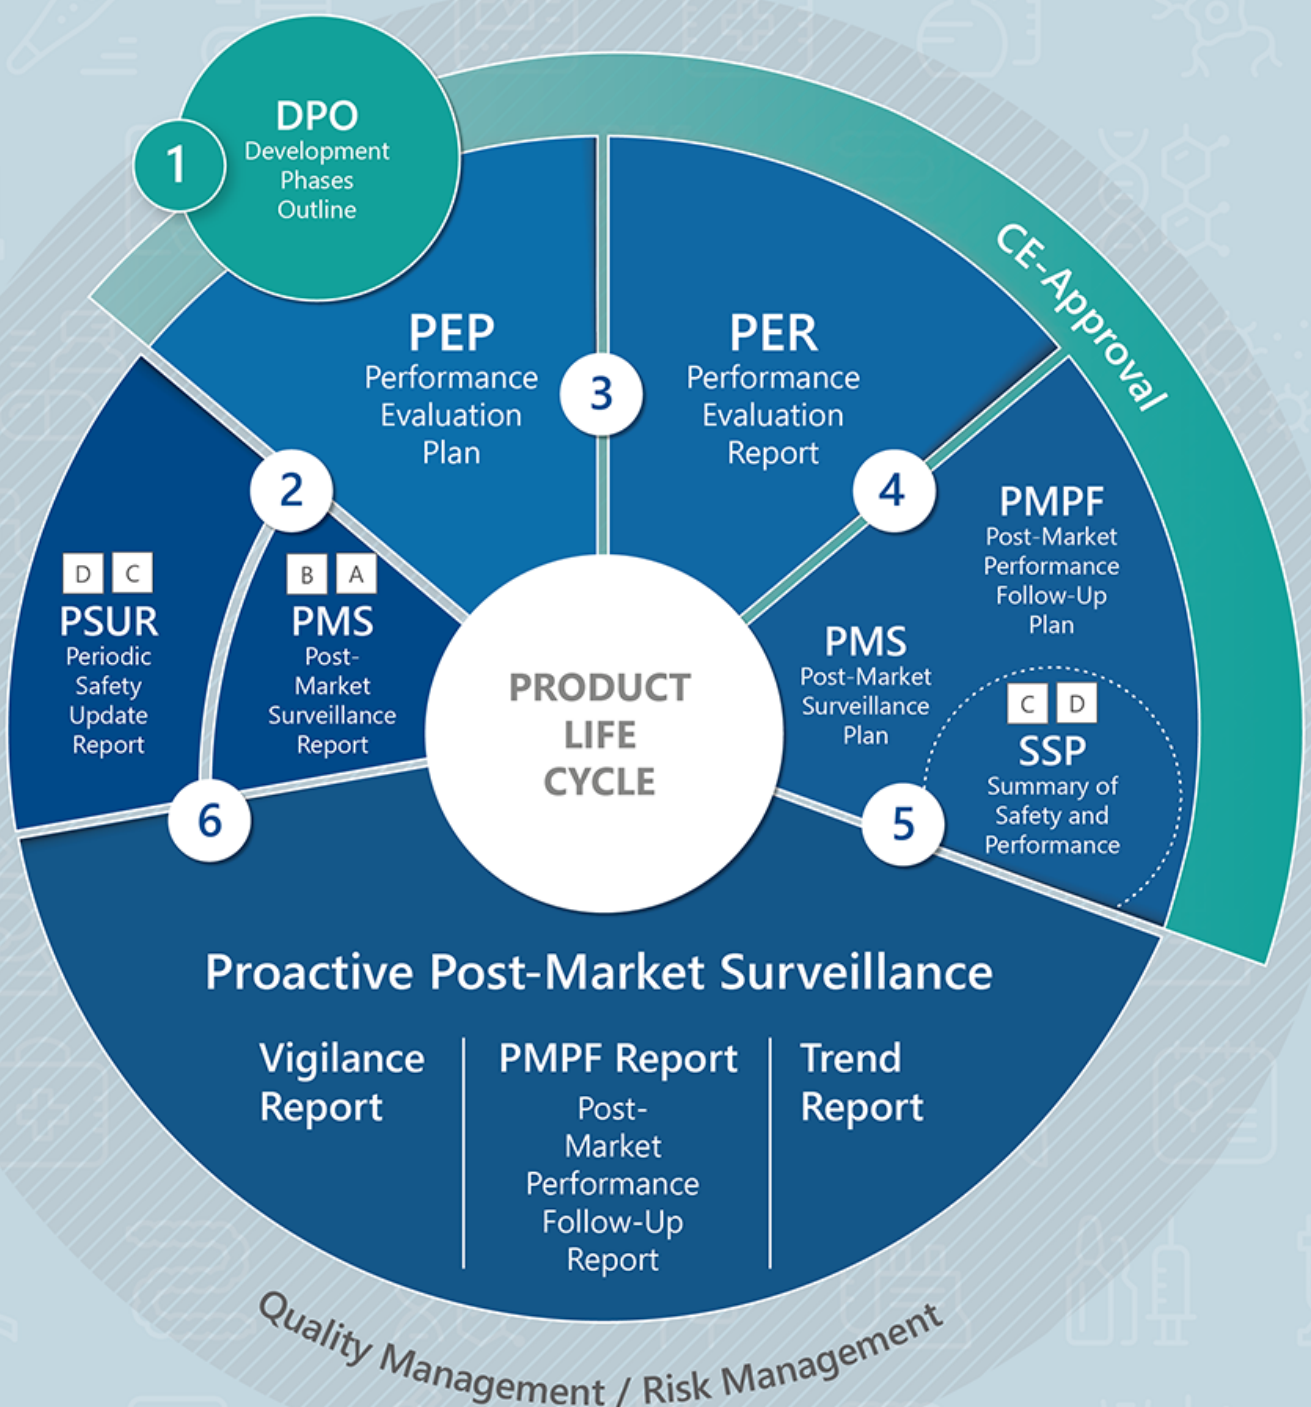 1
DPO
Development
Phases
Outline
CE-Approval
PEP
Performance
Evaluation
Plan
3
PER
Performance
Evaluation
Report
2
4
PMPF
Post-Market
Performance
Follow-Up
Plan
D C
PSUR
Periodic
Safety
Update
Report
B A
PMS
Post-
Market
Surveillance
Report
PRODUCT
LIFE
CYCLE
PMS
Post-Market
Surveillance
Plan
C D
SSP
Summary of
Safety and
Performance
6
5
Proactive Post-Market Surveillance
Vigilance
Report
PMPF Report
Post-
Market
Performance
Follow-Up
Report
Trend
Report
Quality Management / Risk Management